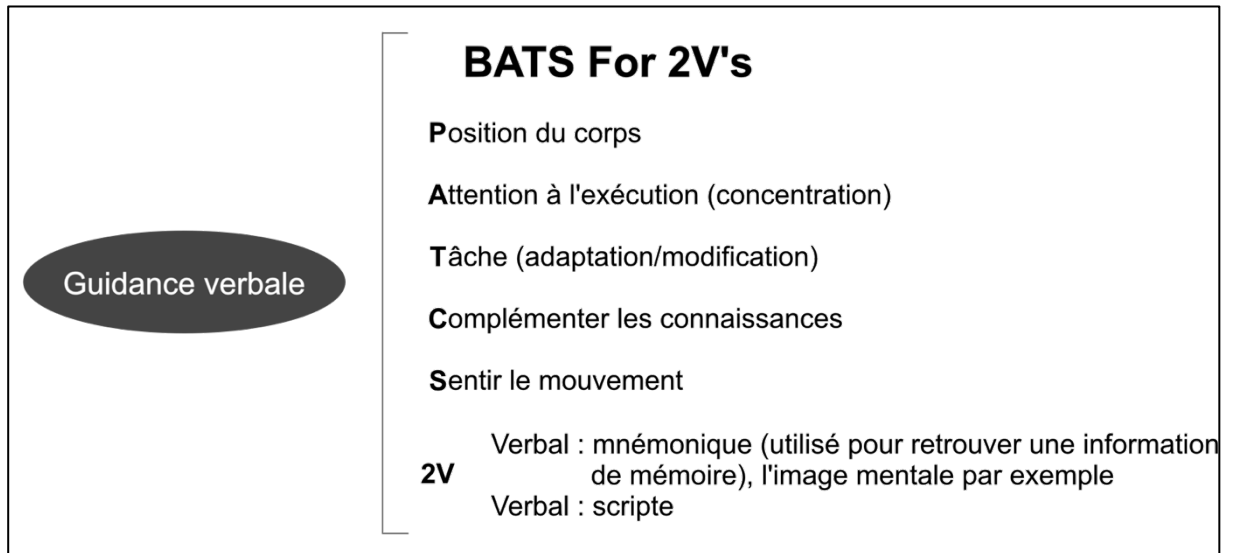 BATS For 2V's
Position du corps
Attention à l'exécution (concentration)
Tâche (adaptation/modification)
Guidance verbale
Complémenter les connaissances
Sentir le mouvement
2V
Verbal : mnémonique (utilisé pour retrouver une information
de mémoire), l'image mentale par exemple
Verbal : scripte